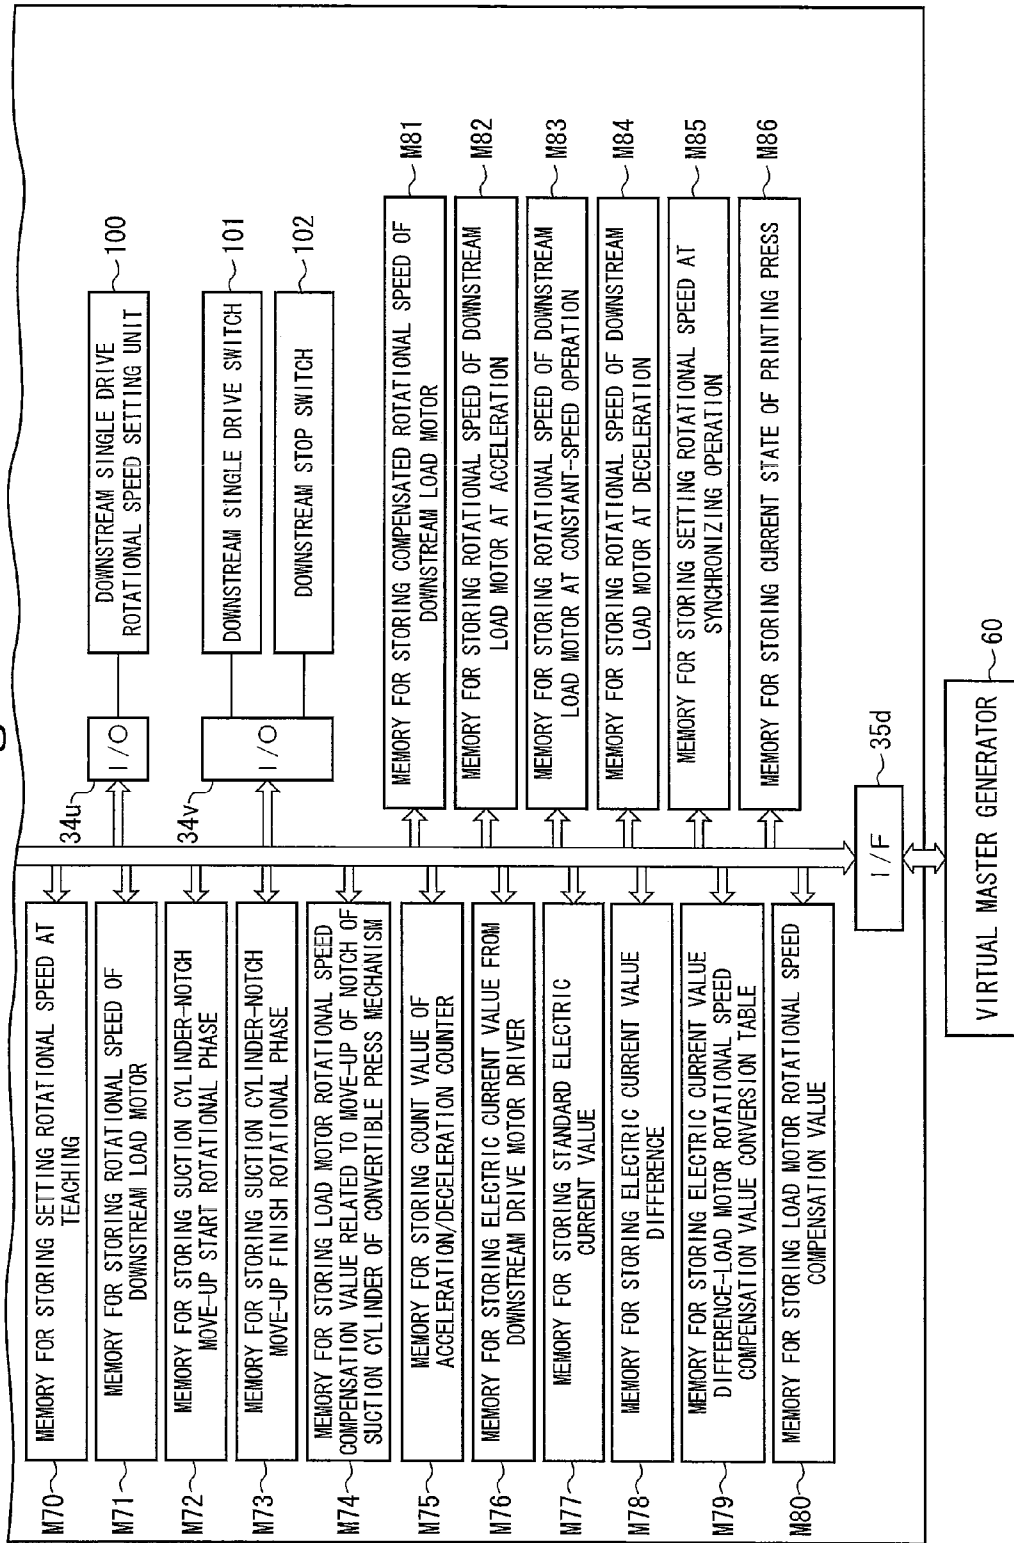 M70
MEMORY FOR STORING SETTING ROTATIONAL SPEED AT
TEACHING
M71
MEMORY FOR STORING ROTATIONAL SPEED OF
DOWNSTREAM LOAD MOTOR
M72
MEMORY FOR STORING SUCTION CYLINDER-NOTCH
MOVE-UP START ROTATIONAL PHASE
M73
MEMORY FOR STORING SUCTION CYLINDER-NOTCH
MOVE-UP FINISH ROTATIONAL PHASE
M74
MEMORY FOR STORING LOAD MOTOR ROTATIONAL SPEED
COMPENSATION VALUE RELATED TO MOVE-UP OF NOTCH OF
SUCTION CYLINDER OF CONVERTIBLE PRESS MECHANISM
M75
MEMORY FOR STORING COUNT VALUE OF
ACCELERATION/DECELERATION COUNTER
M76
MEMORY FOR STORING ELECTRIC CURRENT VALUE FROM
DOWNSTREAM DRIVE MOTOR DRIVER
M77
MEMORY FOR STORING STANDARD ELECTRIC
CURRENT VALUE
M78
MEMORY FOR STORING ELECTRIC CURRENT VALUE
DIFFERENCE
M79
MEMORY FOR STORING ELECTRIC CURRENT VALUE
DIFFERENCE-LOAD MOTOR ROTATIONAL SPEED
COMPENSATION VALUE CONVERSION TABLE
M80
MEMORY FOR STORING LOAD MOTOR ROTATIONAL SPEED
COMPENSATION VALUE
34u
I/O
DOWNSTREAM SINGLE DRIVE
ROTATIONAL SPEED SETTING UNIT
100
34v
I/O
DOWNSTREAM SINGLE DRIVE SWITCH
101
DOWNSTREAM STOP SWITCH
102
MEMORY FOR STORING COMPENSATED ROTATIONAL SPEED OF
DOWNSTREAM LOAD MOTOR
M81
MEMORY FOR STORING ROTATIONAL SPEED OF DOWNSTREAM
LOAD MOTOR AT ACCELERATION
M82
MEMORY FOR STORING ROTATIONAL SPEED OF DOWNSTREAM
LOAD MOTOR AT CONSTANT-SPEED OPERATION
M83
MEMORY FOR STORING ROTATIONAL SPEED OF DOWNSTREAM
LOAD MOTOR AT DECELERATION
M84
MEMORY FOR STORING SETTING ROTATIONAL SPEED AT
SYNCHRONIZING OPERATION
M85
MEMORY FOR STORING CURRENT STATE OF PRINTING PRESS
M86
I/F
35d
VIRTUAL MASTER GENERATOR
60